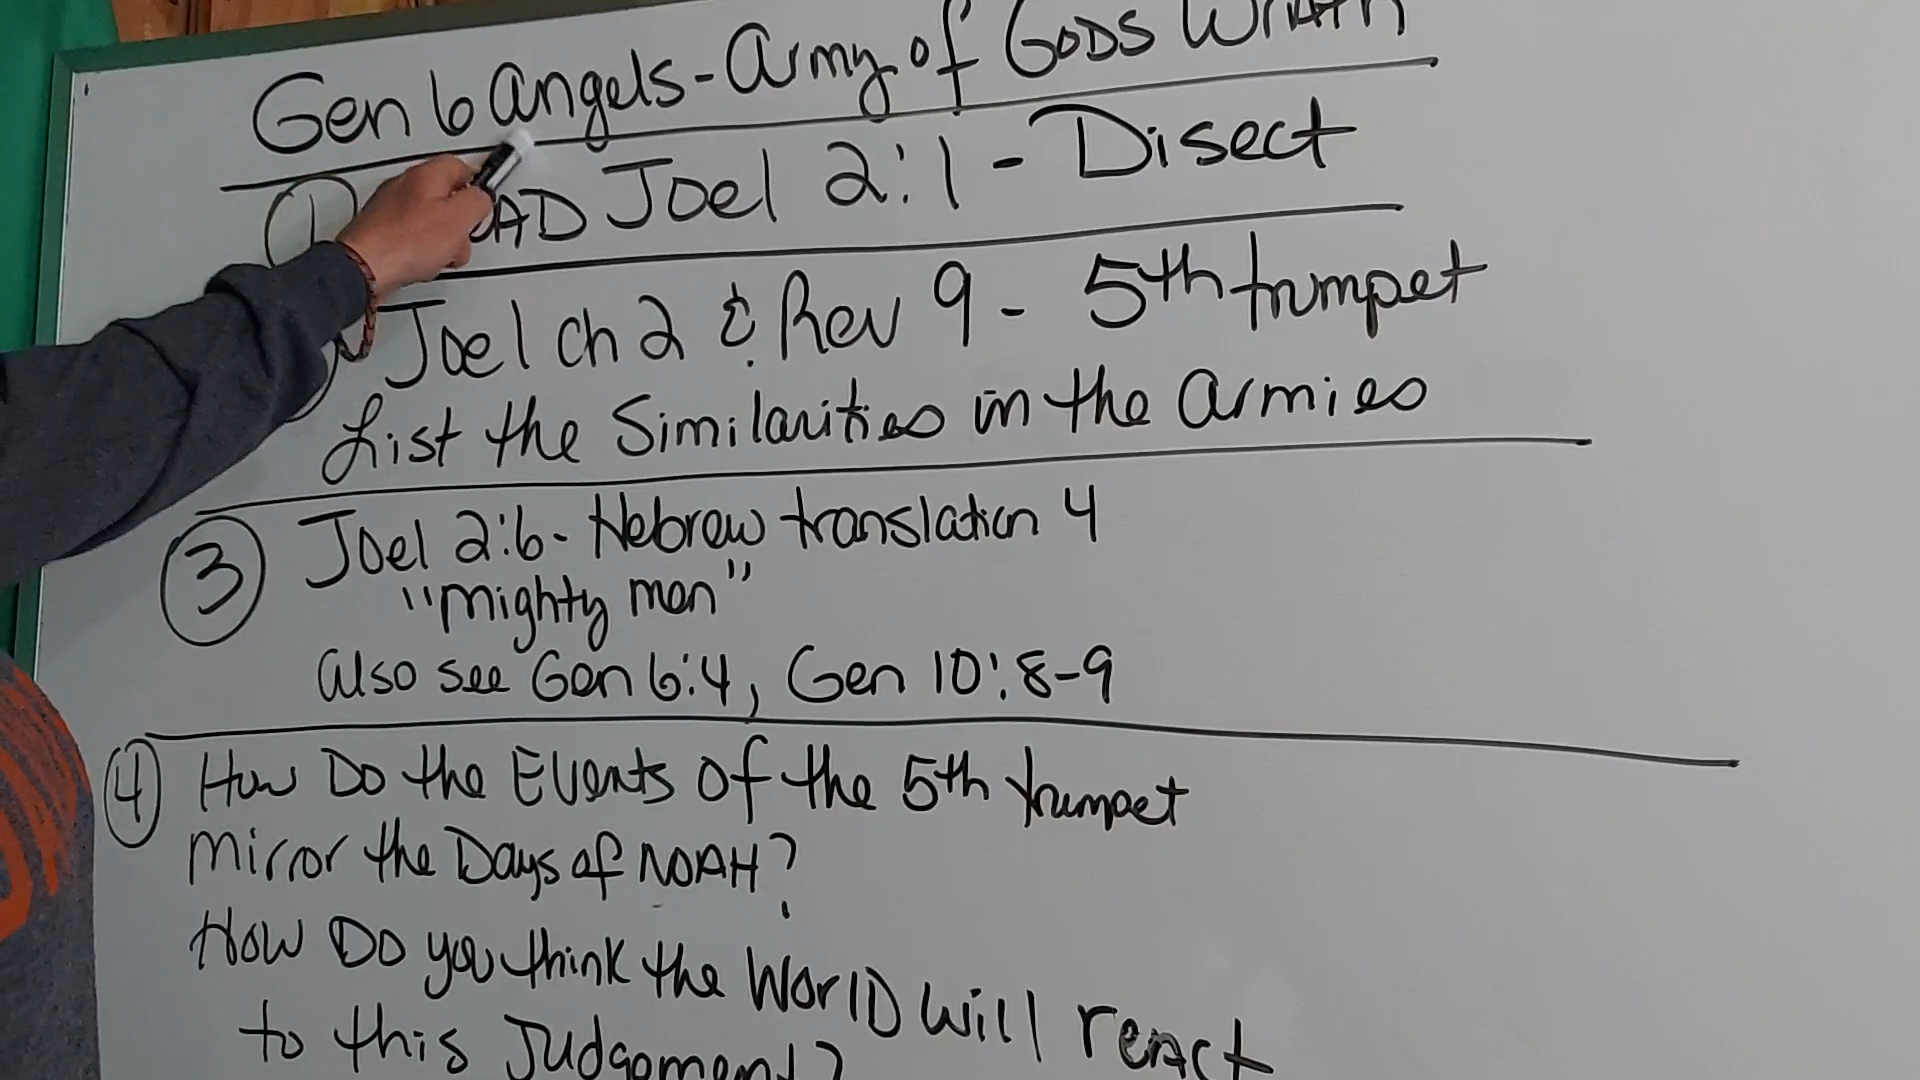 Gen 6 Angels - Army of GODS Wrath
① READ Joel 2:1 - Disect
Joel ch 2 & Rev 9 - 5th trumpet
List the Similarities in the Armies
③ Joel 2:6 - Hebrew translation 4
"mighty men"
also see Gen 6:4, Gen 10:8-9
④ How Do the Events of the 5th trumpet
mirror the Days of NOAH?
How Do you think the World will react
to this Judgement?